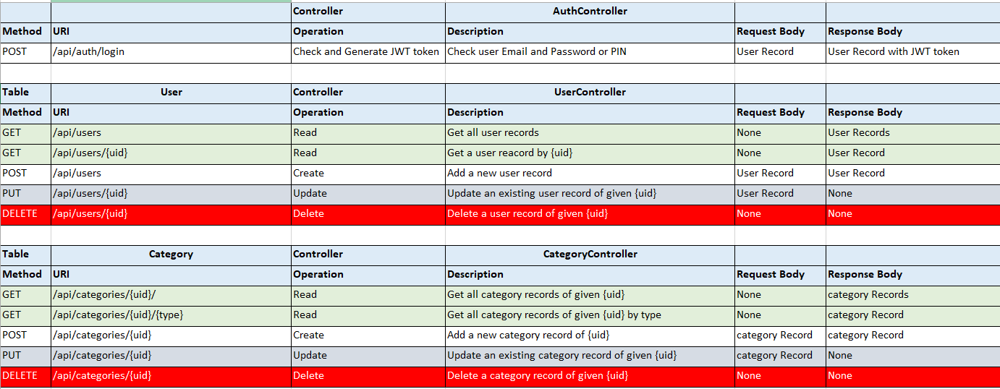 Controller AuthController
Method URI Operation Description Request Body Response Body
POST /api/auth/login Check and Generate JWT token Check user Email and Password or PIN User Record User Record with JWT token
Table User Controller UserController
Method URI Operation Description Request Body Response Body
GET /api/users Read Get all user records None User Records
GET /api/users/{uid} Read Get a user reacord by {uid} None User Record
POST /api/users Create Add a new user record User Record User Record
PUT /api/users/{uid} Update Update an existing user record of given {uid} User Record None
DELETE /api/users/{uid} Delete Delete a user record of given {uid} None None
Table Category Controller CategoryController
Method URI Operation Description Request Body Response Body
GET /api/categories/{uid}/ Read Get all category records of given {uid} None category Records
GET /api/categories/{uid}/{type} Read Get all category records of given {uid} by type None category Record
POST /api/categories/{uid} Create Add a new category record of {uid} category Record category Record
PUT /api/categories/{uid} Update Update an existing category record of given {uid} category Record None
DELETE /api/categories/{uid} Delete Delete a category record of given {uid} None None